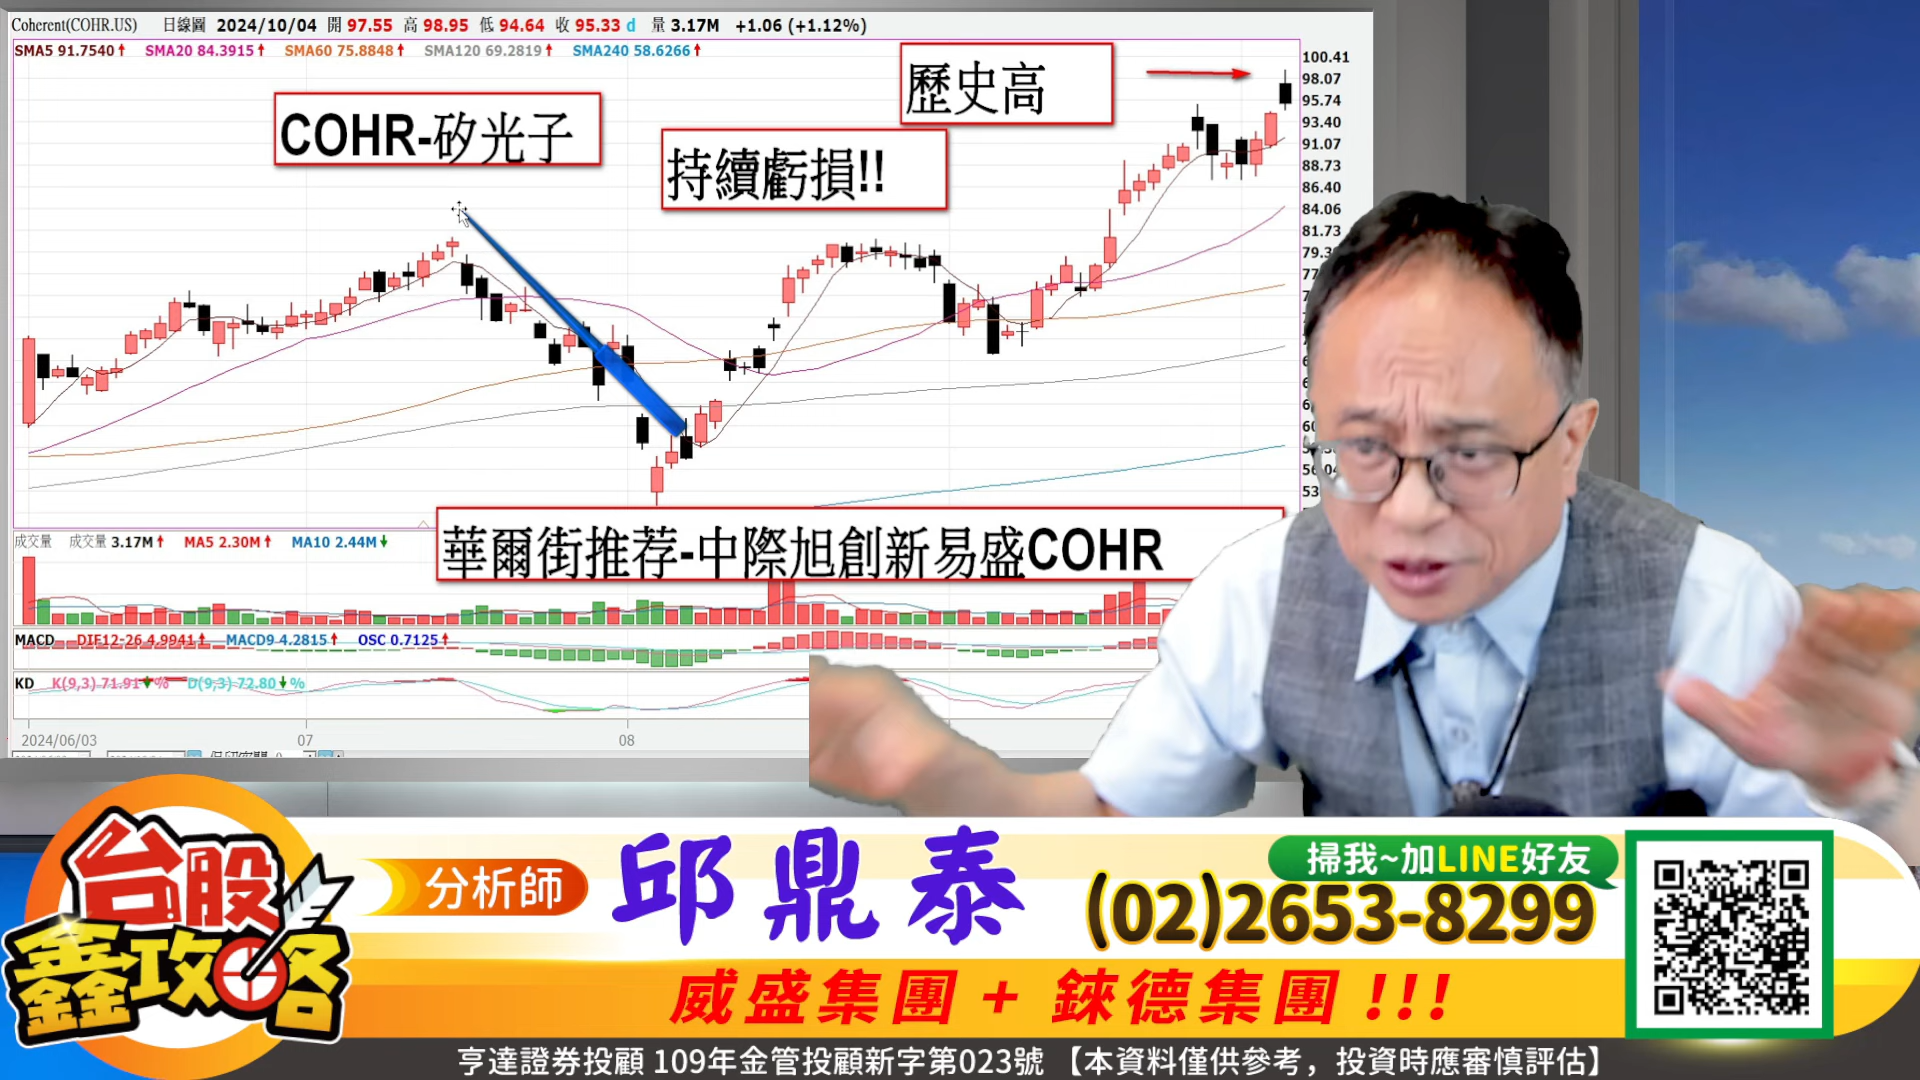 Coherent(COHR.US) 日線圖 2024/10/04 開 97.55 高 98.95 低 94.64 收 95.33 d 量 3.17M +1.06 (+1.12%)
SMA5 91.7540↑ SMA20 84.3915↑ SMA60 75.8848↑ SMA120 69.2819↑ SMA240 58.6266↑
歷史高
COHR-矽光子
持續虧損!!
100.41
98.07
95.74
93.40
91.07
88.73
86.40
84.06
81.73
華爾街推荐-中際旭創新易盛COHR
成交量 成交量 3.17M↑ MA5 2.30M↑ MA10 2.44M↓
MACD DIF12-26 4.9941↑ MACD9 4.2815↑ OSC 0.7125↑
KD K(9,3) 71.91↓% D(9,3) 72.80↓%
2024/06/03 07 08
台股
鑫攻略
分析師 邱鼎泰
掃我~加LINE好友
(02)2653-8299
威盛集團 + 錸德集團 !!!
亨達證券投顧 109年金管投顧新字第023號 【本資料僅供參考，投資時應審慎評估】